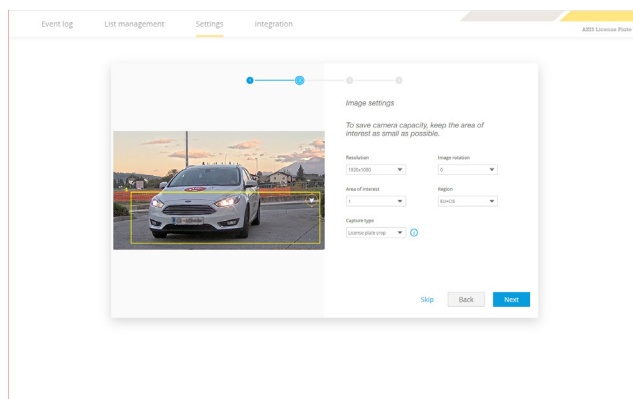 Event log
List management
Settings
Integration
AXIS License Plate
Image settings
To save camera capacity, keep the area of
interest as small as possible.
Resolution
Image rotation
1920x1080
0
Area of interest
Region
1
EU+CIS
Capture type
License plate crop
Skip
Back
Next